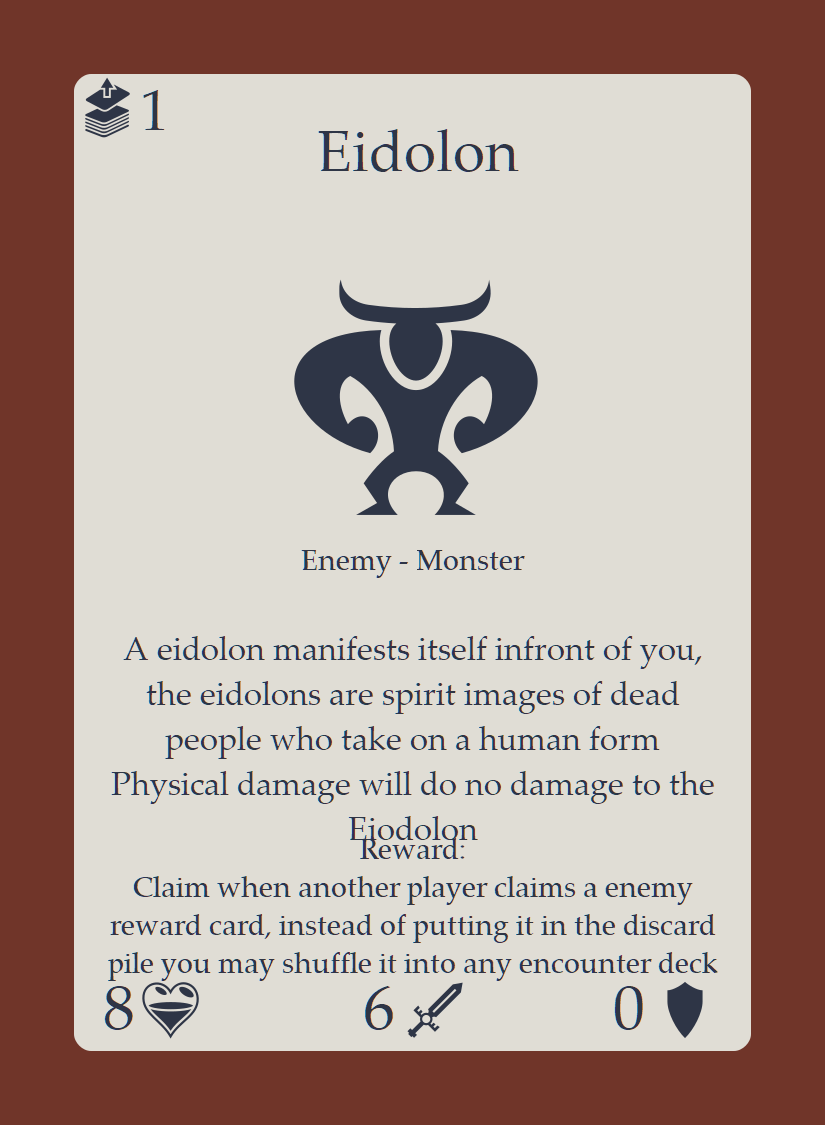 1
Eidolon
Enemy - Monster
A eidolon manifests itself infront of you,
the eidolons are spirit images of dead
people who take on a human form
Physical damage will do no damage to the
Eiodolon
Reward:
Claim when another player claims a enemy
reward card, instead of putting it in the discard
pile you may shuffle it into any encounter deck
8 6 0